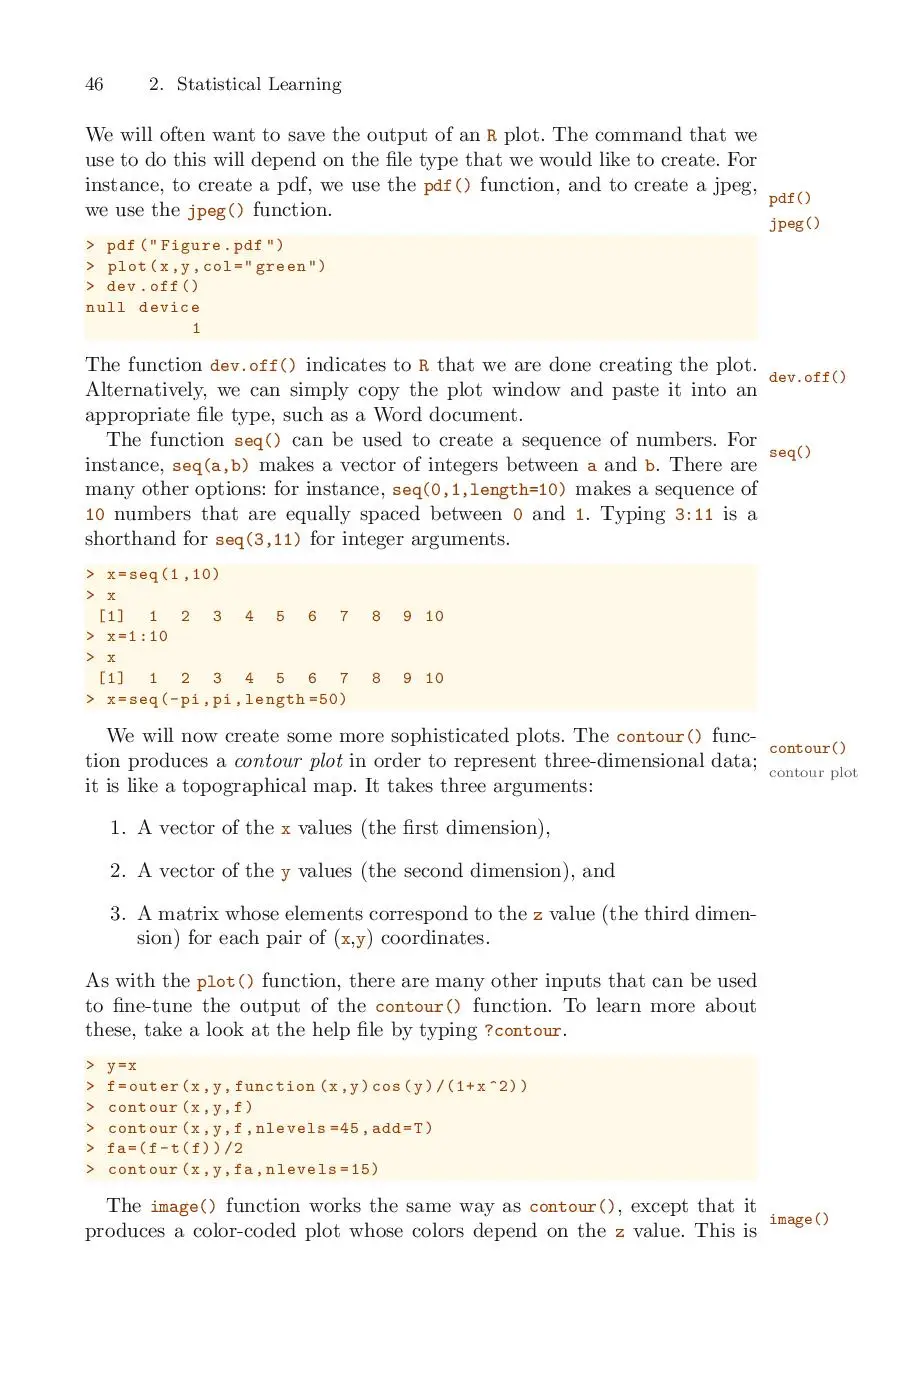 46 2. Statistical Learning
We will often want to save the output of an R plot. The command that we
use to do this will depend on the file type that we would like to create. For
instance, to create a pdf, we use the pdf() function, and to create a jpeg,
pdf()
we use the jpeg() function.
jpeg()
> pdf("Figure.pdf")
> plot(x,y,col="green")
> dev.off()
null device
1
The function dev.off() indicates to R that we are done creating the plot.
dev.off()
Alternatively, we can simply copy the plot window and paste it into an
appropriate file type, such as a Word document.
The function seq() can be used to create a sequence of numbers. For
seq()
instance, seq(a,b) makes a vector of integers between a and b. There are
many other options: for instance, seq(0,1,length=10) makes a sequence of
10 numbers that are equally spaced between 0 and 1. Typing 3:11 is a
shorthand for seq(3,11) for integer arguments.
> x=seq(1,10)
> x
[1] 1 2 3 4 5 6 7 8 9 10
> x=1:10
> x
[1] 1 2 3 4 5 6 7 8 9 10
> x=seq(-pi,pi,length=50)
We will now create some more sophisticated plots. The contour() func-
contour()
tion produces a contour plot in order to represent three-dimensional data;
contour plot
it is like a topographical map. It takes three arguments:
1. A vector of the x values (the first dimension),
2. A vector of the y values (the second dimension), and
3. A matrix whose elements correspond to the z value (the third dimen-
sion) for each pair of (x,y) coordinates.
As with the plot() function, there are many other inputs that can be used
to fine-tune the output of the contour() function. To learn more about
these, take a look at the help file by typing ?contour.
> y=x
> f=outer(x,y,function(x,y)cos(y)/(1+x^2))
> contour(x,y,f)
> contour(x,y,f,nlevels=45,add=T)
> fa=(f-t(f))/2
> contour(x,y,fa,nlevels=15)
The image() function works the same way as contour(), except that it
image()
produces a color-coded plot whose colors depend on the z value. This is